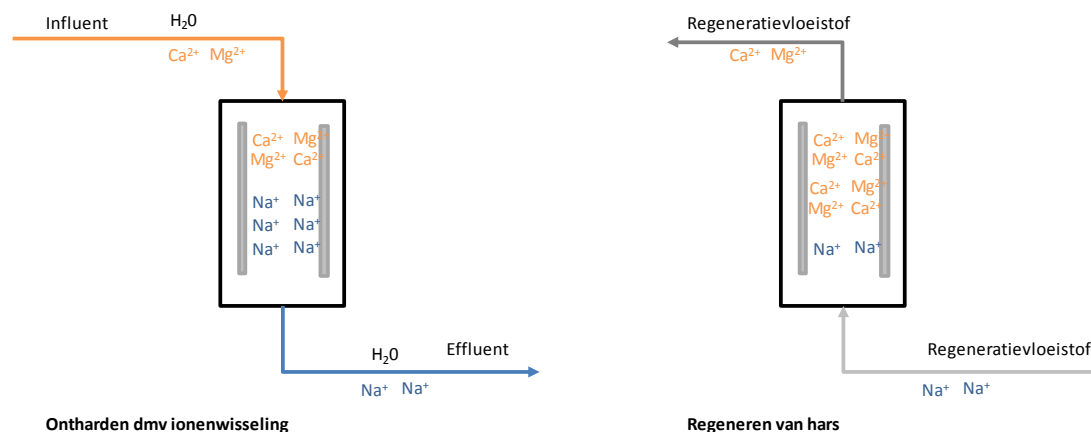 Influent H₂0
Ca²⁺ Mg²⁺
Ca²⁺ Mg²⁺
Mg²⁺ Ca²⁺
Na⁺ Na⁺
Na⁺ Na⁺
Na⁺ Na⁺
H₂0 Effluent
Na⁺ Na⁺
Ontharden dmv ionenwisseling
Regeneratievloeistof
Ca²⁺ Mg²⁺
Ca²⁺ Mg²⁺
Mg²⁺ Ca²⁺
Ca²⁺ Mg²⁺
Mg²⁺ Ca²⁺
Na⁺ Na⁺
Regeneratievloeistof
Na⁺ Na⁺
Regeneren van hars